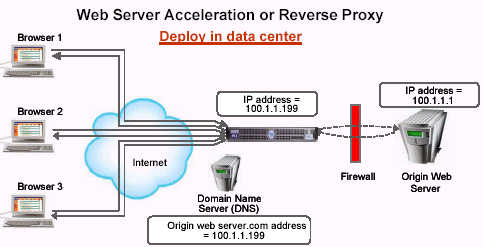 Web Server Acceleration or Reverse Proxy
Deploy in data center
Browser 1
Browser 2
Browser 3
Internet
IP address =
100.1.1.199
IP address =
100.1.1.1
Firewall
Origin Web
Server
Domain Name
Server (DNS)
Origin web server.com address
= 100.1.1.199